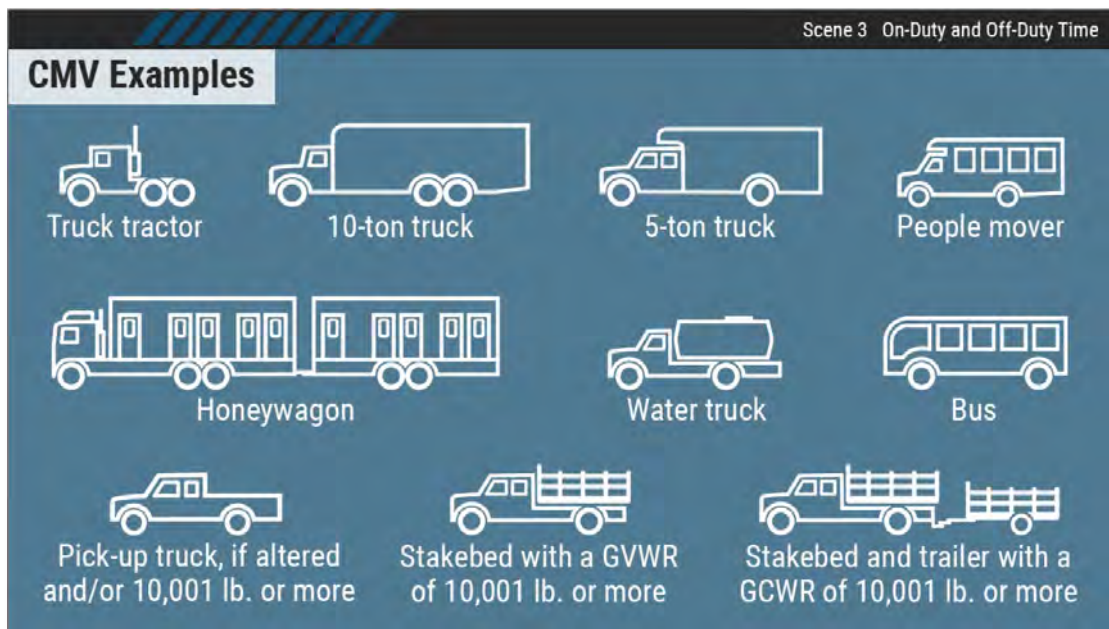 Scene 3 On-Duty and Off-Duty Time
CMV Examples
Truck tractor
10-ton truck
5-ton truck
People mover
Honeywagon
Water truck
Bus
Pick-up truck, if altered
and/or 10,001 lb. or more
Stakebed with a GVWR
of 10,001 lb. or more
Stakebed and trailer with a
GCWR of 10,001 lb. or more